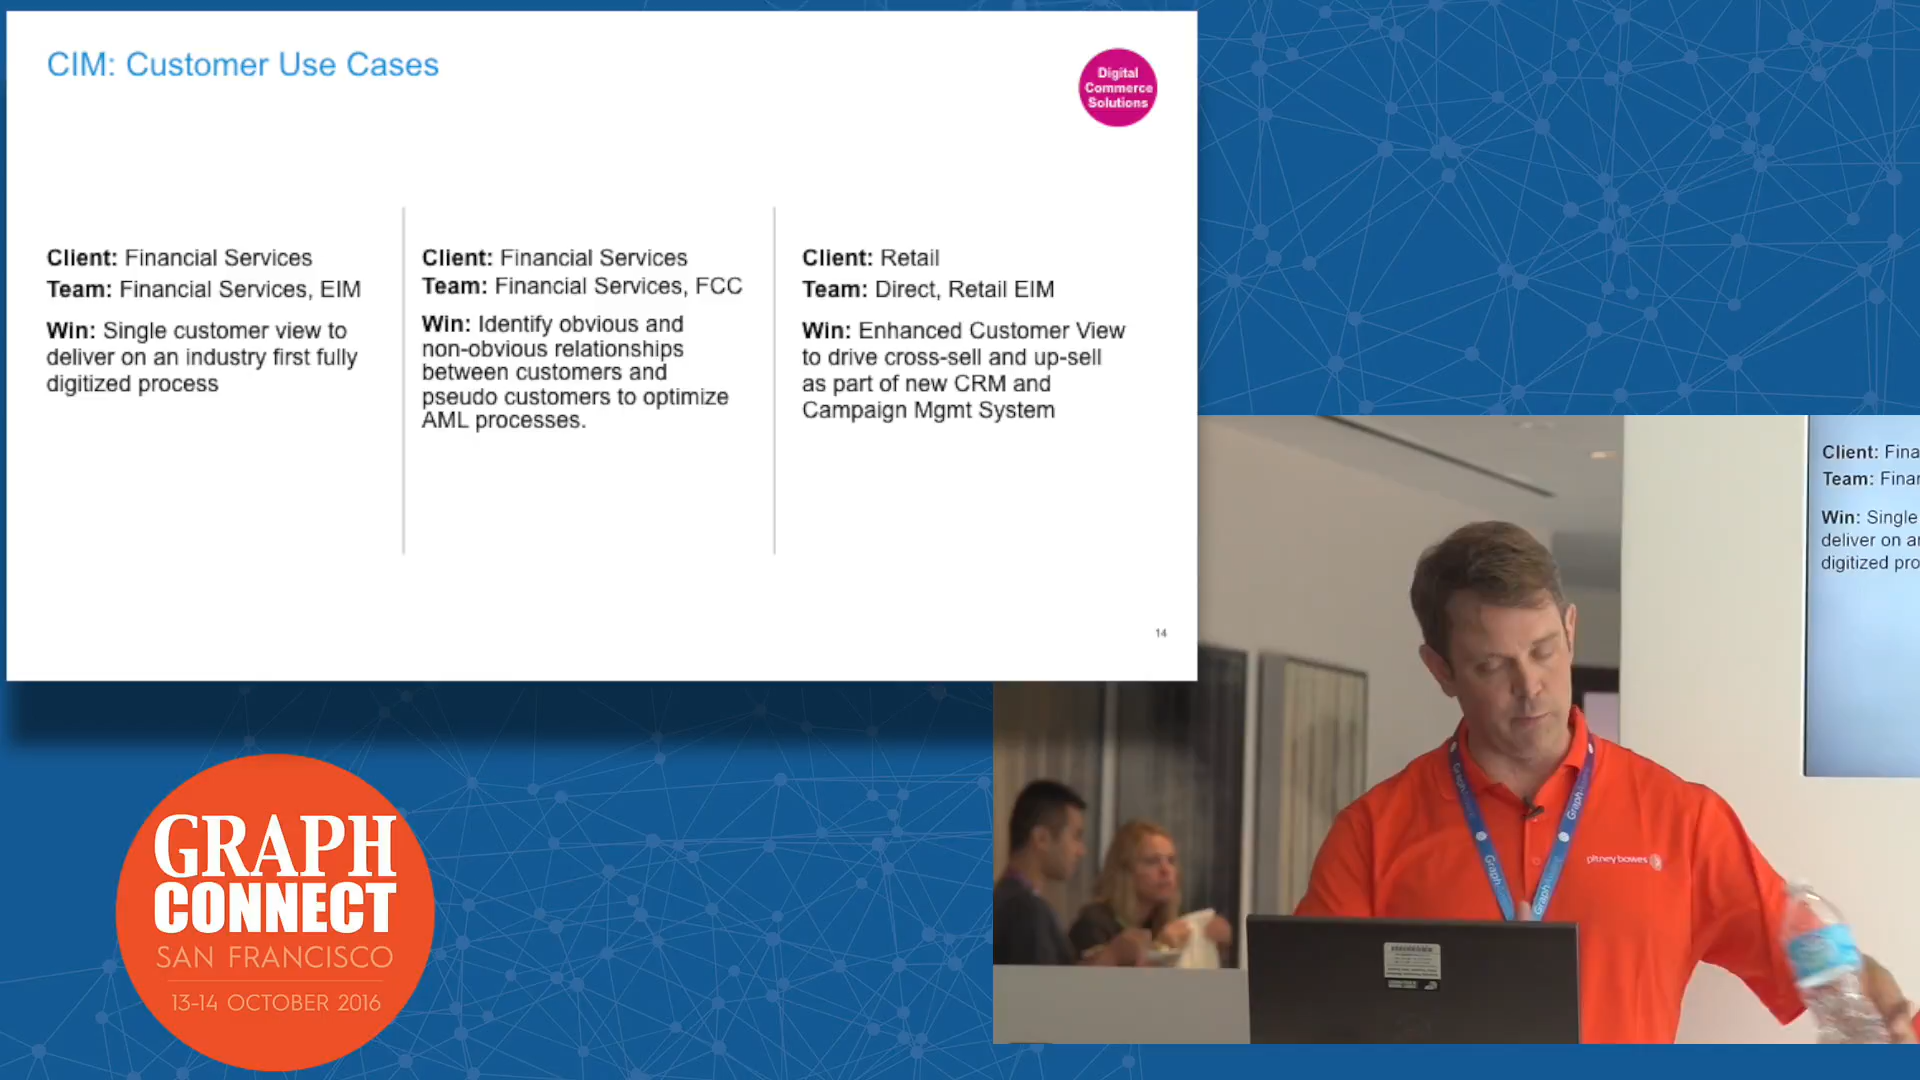 CIM: Customer Use Cases
Digital
Commerce
Solutions
Client: Financial Services
Team: Financial Services, EIM
Win: Single customer view to
deliver on an industry first fully
digitized process
Client: Financial Services
Team: Financial Services, FCC
Win: Identify obvious and
non-obvious relationships
between customers and
pseudo customers to optimize
AML processes.
Client: Retail
Team: Direct, Retail EIM
Win: Enhanced Customer View
to drive cross-sell and up-sell
as part of new CRM and
Campaign Mgmt System
14
Client: Fina
Team: Finan
Win: Single
deliver on a
digitized pro
pitney bowes
GRAPH
CONNECT
SAN FRANCISCO
13-14 OCTOBER 2016